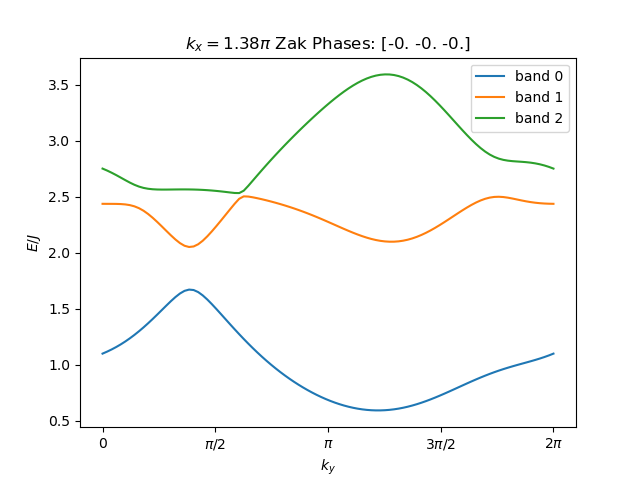 k_x = 1.38π Zak Phases: [-0. -0. -0.]
band 0
band 1
band 2
E/J
3.5
3.0
2.5
2.0
1.5
1.0
0.5
0 π/2 π 3π/2 2π
k_y